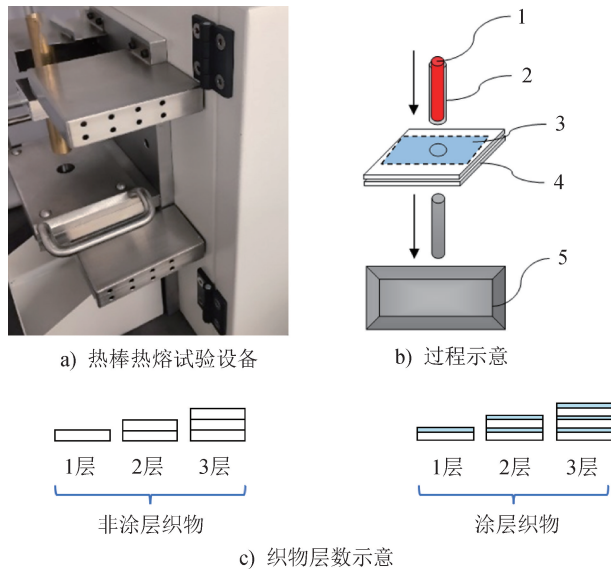 1
2
3
4
5
a) 热棒热熔试验设备
b) 过程示意
1层 2层 3层
非涂层织物
1层 2层 3层
涂层织物
c) 织物层数示意